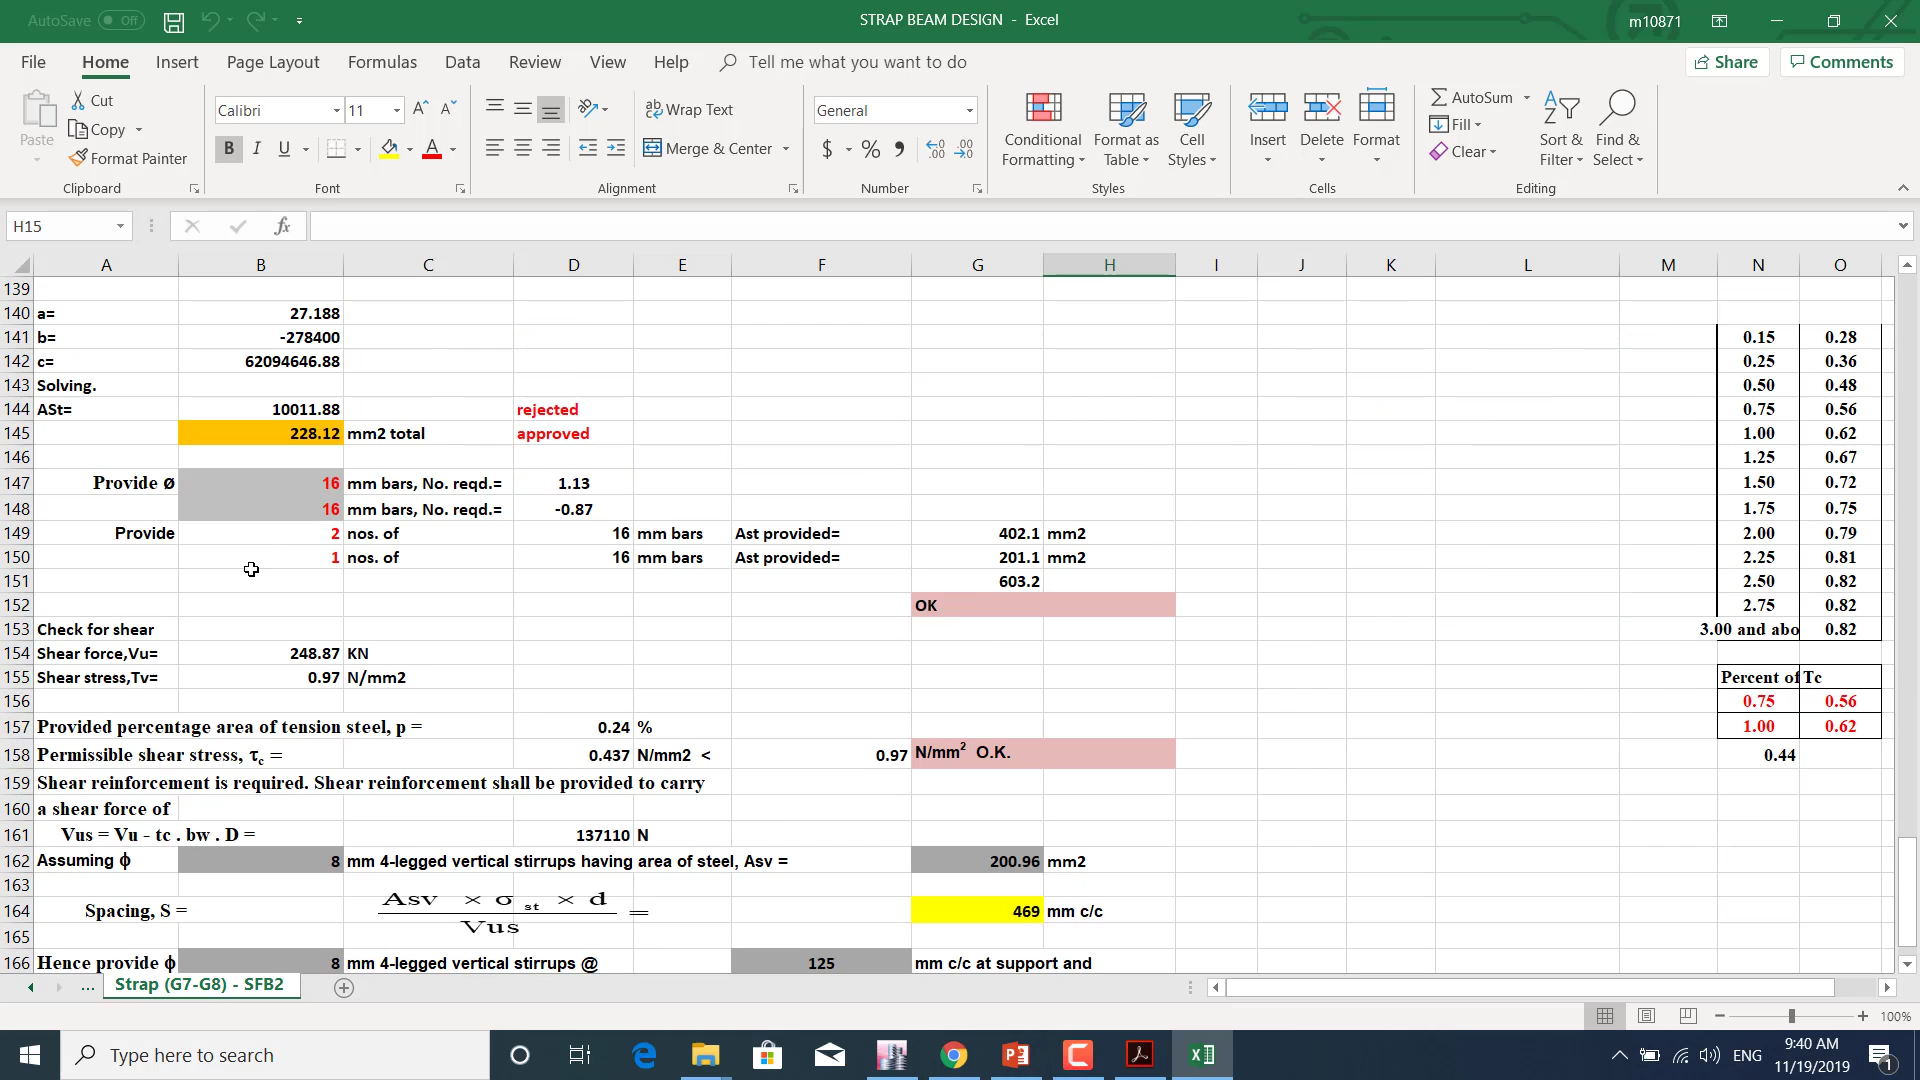 AutoSave Off
STRAP BEAM DESIGN - Excel
m10871
File Home Insert Page Layout Formulas Data Review View Help Tell me what you want to do
Share Comments
Paste
Cut
Copy
Format Painter
Clipboard
Calibri 11
B I U
Font
Wrap Text
Merge & Center
Alignment
General
$ %
Number
Conditional Formatting
Format as Table
Cell Styles
Styles
Insert Delete Format
Cells
AutoSum
Fill
Clear
Sort & Filter
Find & Select
Editing
H15 fx
A B C D E F G H I J K L M N O
139
140 a= 27.188
141 b= -278400 0.15 0.28
142 c= 62094646.88 0.25 0.36
143 Solving. 0.50 0.48
144 ASt= 10011.88 rejected 0.75 0.56
145 228.12 mm2 total approved 1.00 0.62
146 1.25 0.67
147 Provide ø 16 mm bars, No. reqd.= 1.13 1.50 0.72
148 16 mm bars, No. reqd.= -0.87 1.75 0.75
149 Provide 2 nos. of 16 mm bars Ast provided= 402.1 mm2 2.00 0.79
150 1 nos. of 16 mm bars Ast provided= 201.1 mm2 2.25 0.81
151 603.2 2.50 0.82
152 OK 2.75 0.82
153 Check for shear 3.00 and abo 0.82
154 Shear force,Vu= 248.87 KN
155 Shear stress,Tv= 0.97 N/mm2 Percent of Tc
156 0.75 0.56
157 Provided percentage area of tension steel, p = 0.24 % 1.00 0.62
158 Permissible shear stress, τc = 0.437 N/mm2 < 0.97 N/mm² O.K. 0.44
159 Shear reinforcement is required. Shear reinforcement shall be provided to carry
160 a shear force of
161 Vus = Vu - tc . bw . D = 137110 N
162 Assuming ϕ 8 mm 4-legged vertical stirrups having area of steel, Asv = 200.96 mm2
163 Asv × σ st × d
164 Spacing, S = = 469 mm c/c
Vus
165
166 Hence provide ϕ 8 mm 4-legged vertical stirrups @ 125 mm c/c at support and
... Strap (G7-G8) - SFB2
100%
Type here to search
ENG
9:40 AM
11/19/2019
1